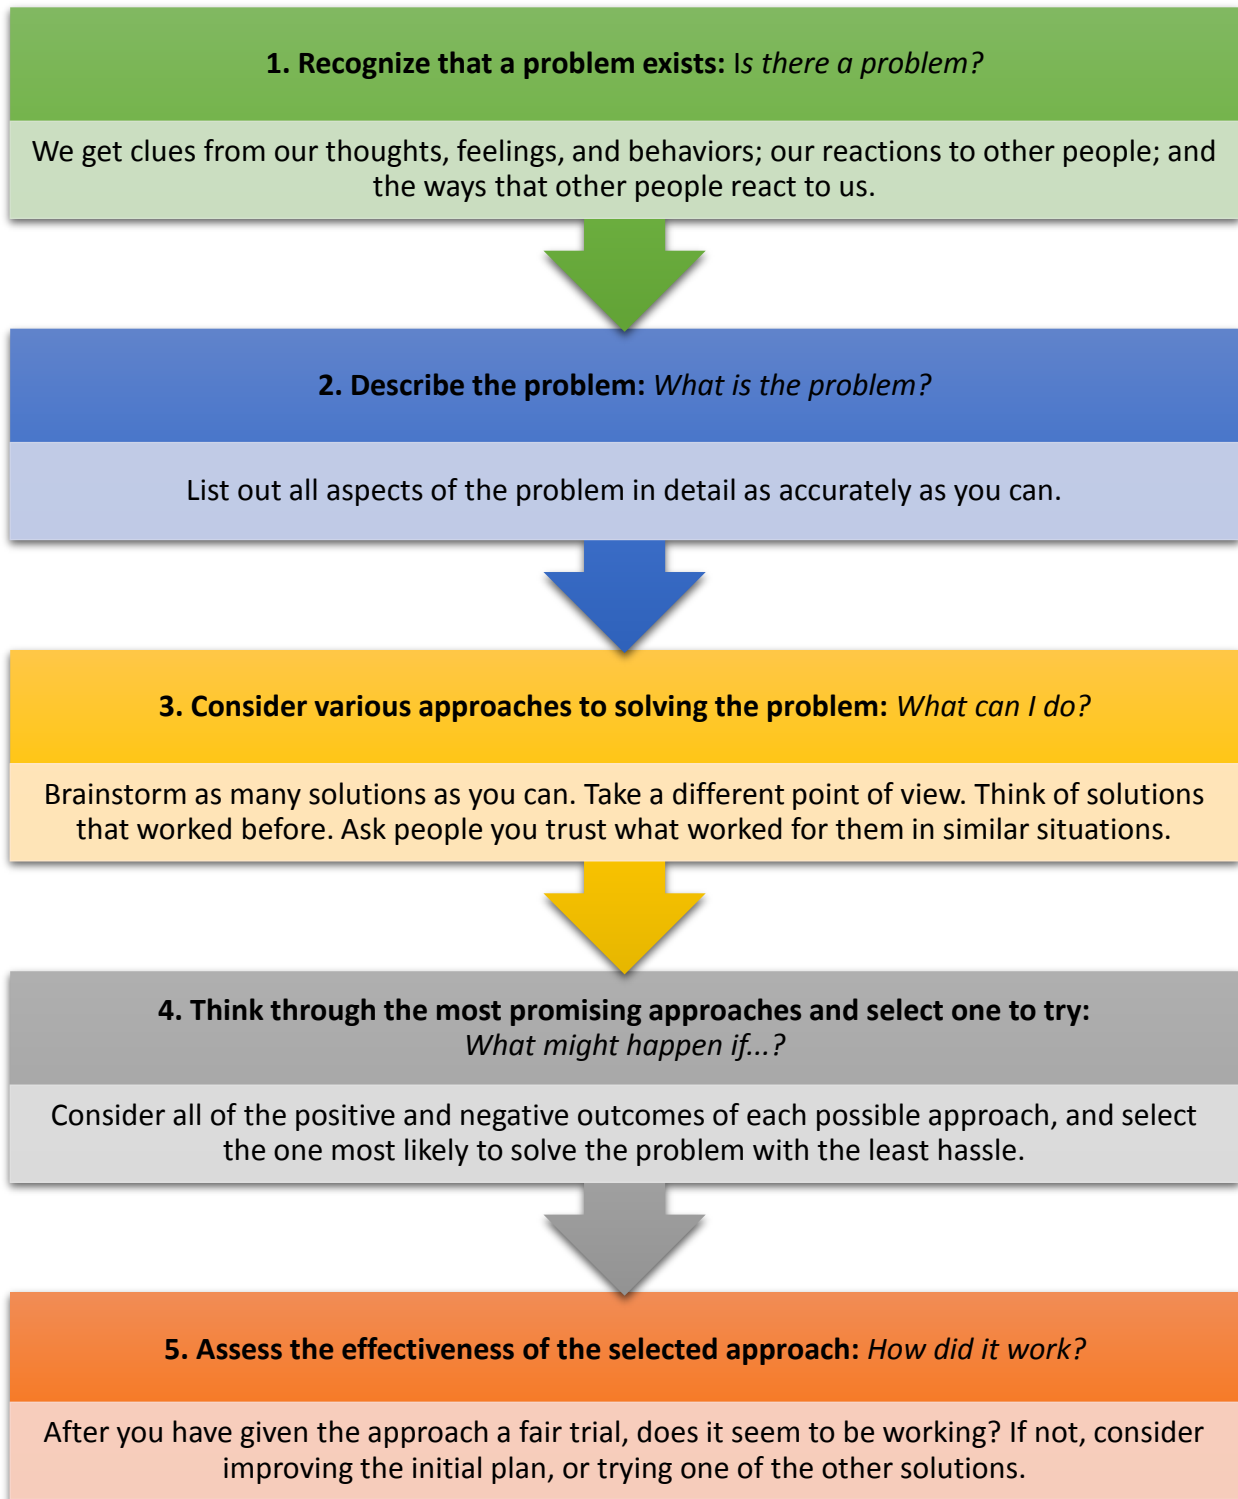 1. Recognize that a problem exists: Is there a problem?
We get clues from our thoughts, feelings, and behaviors; our reactions to other people; and
the ways that other people react to us.
2. Describe the problem: What is the problem?
List out all aspects of the problem in detail as accurately as you can.
3. Consider various approaches to solving the problem: What can I do?
Brainstorm as many solutions as you can. Take a different point of view. Think of solutions
that worked before. Ask people you trust what worked for them in similar situations.
4. Think through the most promising approaches and select one to try:
What might happen if...?
Consider all of the positive and negative outcomes of each possible approach, and select
the one most likely to solve the problem with the least hassle.
5. Assess the effectiveness of the selected approach: How did it work?
After you have given the approach a fair trial, does it seem to be working? If not, consider
improving the initial plan, or trying one of the other solutions.